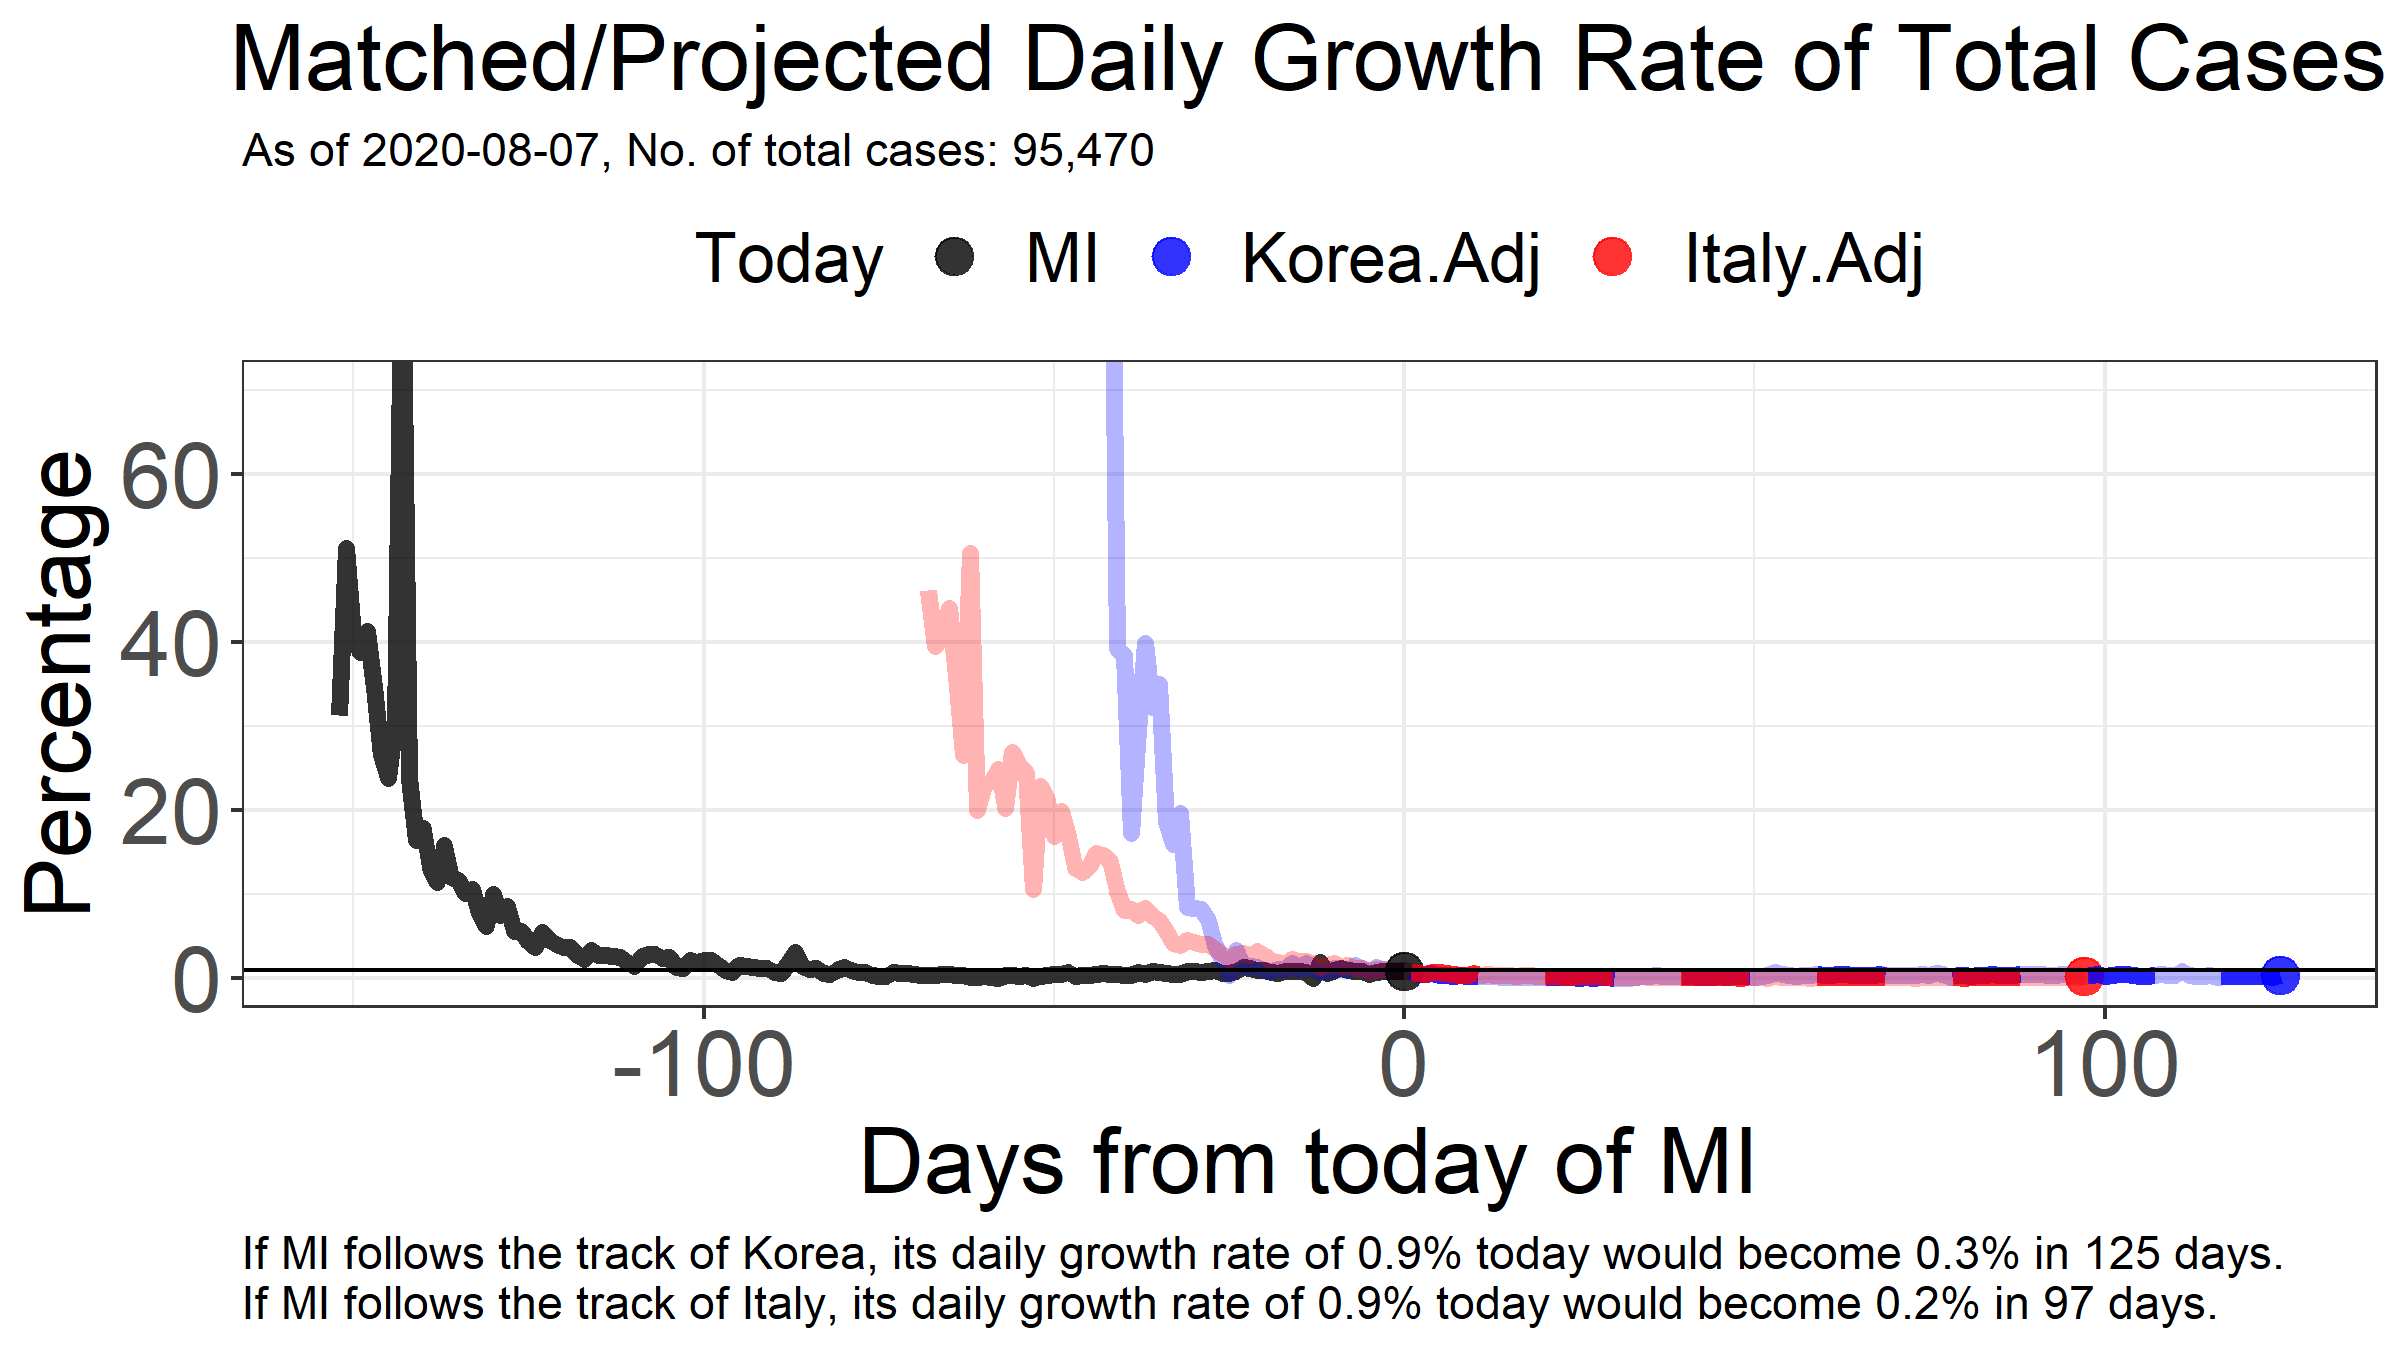 Matched/Projected Daily Growth Rate of Total Cases
As of 2020-08-07, No. of total cases: 95,470
Today MI Korea.Adj Italy.Adj
Percentage
60
40
20
0
-100 0 100
Days from today of MI
If MI follows the track of Korea, its daily growth rate of 0.9% today would become 0.3% in 125 days.
If MI follows the track of Italy, its daily growth rate of 0.9% today would become 0.2% in 97 days.